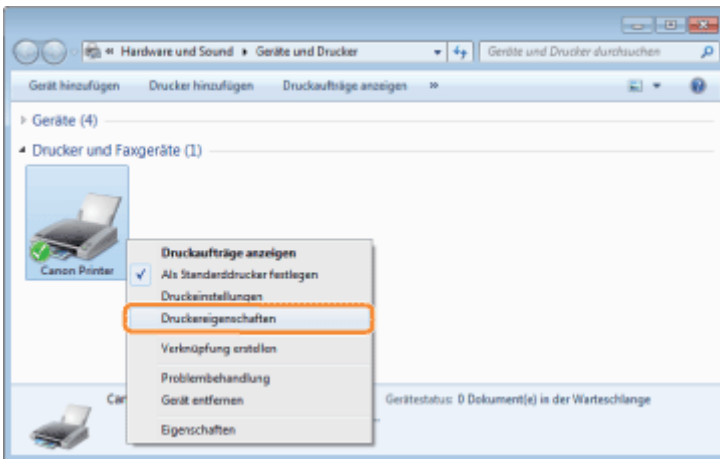 « Hardware und Sound ▸ Geräte und Drucker
Geräte und Drucker durchsuchen
Gerät hinzufügen Drucker hinzufügen Druckaufträge anzeigen »
Geräte (4)
Drucker und Faxgeräte (1)
Canon Printer
Druckaufträge anzeigen
Als Standarddrucker festlegen
Druckeinstellungen
Druckereigenschaften
Verknüpfung erstellen
Problembehandlung
Gerät entfernen
Eigenschaften
Gerätestatus: 0 Dokument(e) in der Warteschlange